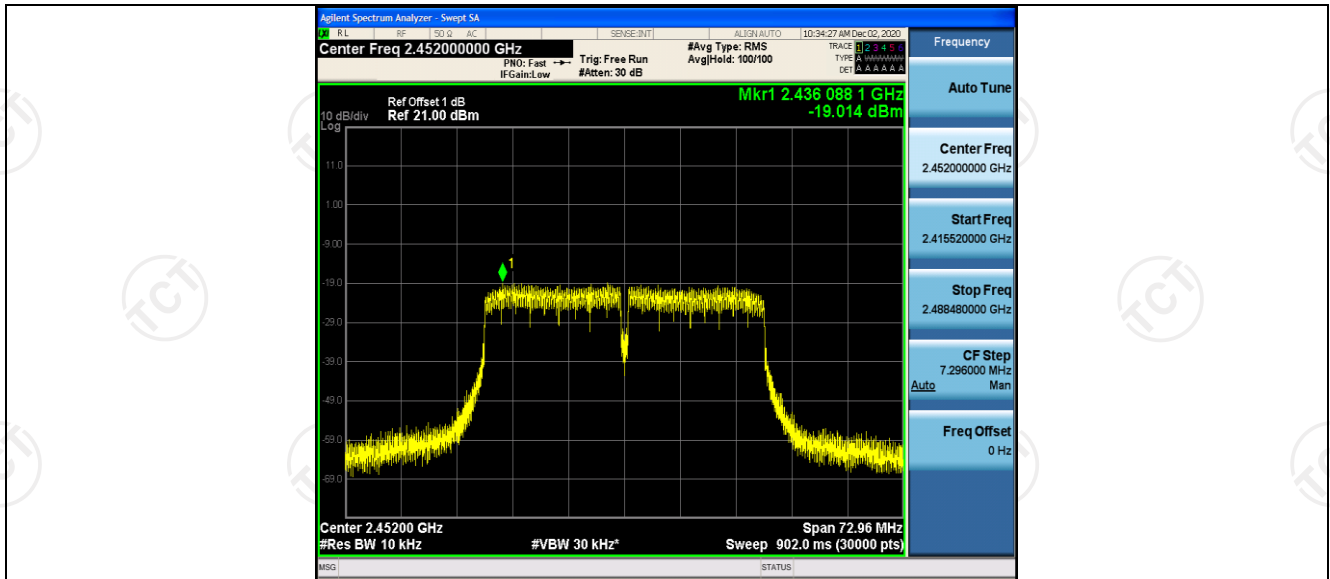 Agilent Spectrum Analyzer - Swept SA
RL RF 50 Ω AC SENSE:INT ALIGN AUTO 10:34:27 AM Dec 02, 2020
Center Freq 2.452000000 GHz
PNO: Fast
IFGain:Low
Trig: Free Run
#Atten: 30 dB
#Avg Type: RMS
Avg|Hold: 100/100
TRACE 1 2 3 4 5 6
TYPE A WWWWW
DET A A A A A A
Mkr1 2.436 088 1 GHz
-19.014 dBm
Ref Offset 1 dB
10 dB/div Ref 21.00 dBm
Log
11.0
1.00
-9.00
-19.0
-29.0
-39.0
-49.0
-59.0
-69.0
1
Center 2.45200 GHz Span 72.96 MHz
#Res BW 10 kHz #VBW 30 kHz* Sweep 902.0 ms (30000 pts)
MSG STATUS
Frequency
Auto Tune
Center Freq
2.452000000 GHz
Start Freq
2.415520000 GHz
Stop Freq
2.488480000 GHz
CF Step
7.296000 MHz
Auto Man
Freq Offset
0 Hz
TCT
TCT
TCT
TCT
TCT
TCT